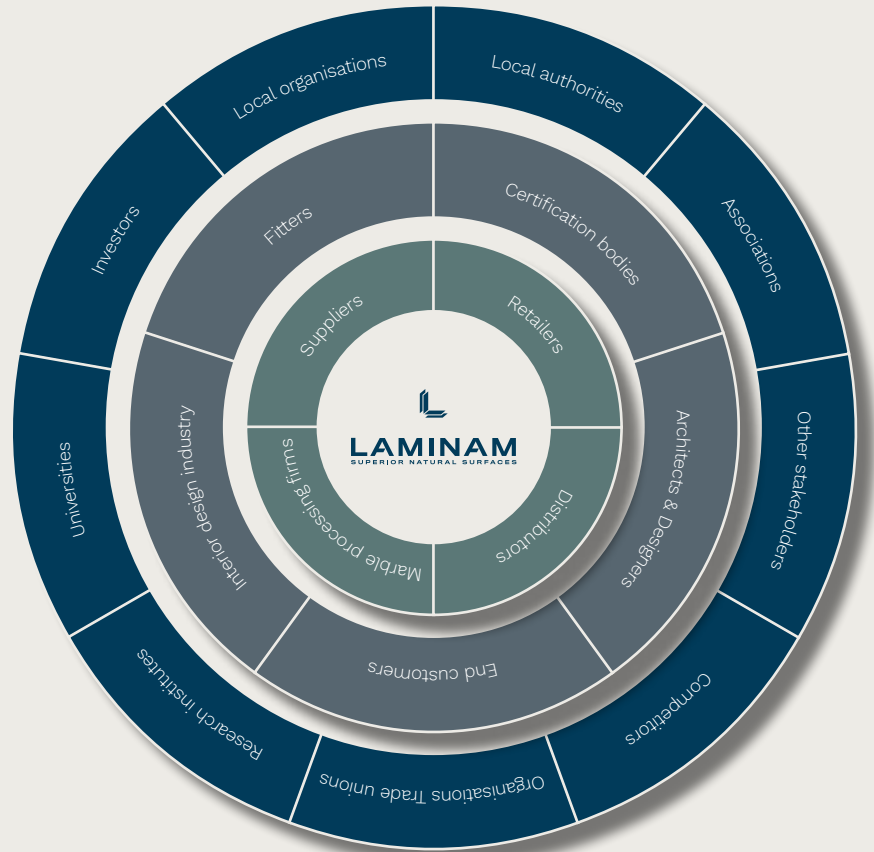 Local organisations
Local authorities
Associations
Other stakeholders
Competitors
Organisations Trade unions
Research institutes
Universities
Investors
Fitters
Certification bodies
Architects & Designers
End customers
Interior design industry
Suppliers
Retailers
Distributors
Marble processing firms
LAMINAM
SUPERIOR NATURAL SURFACES